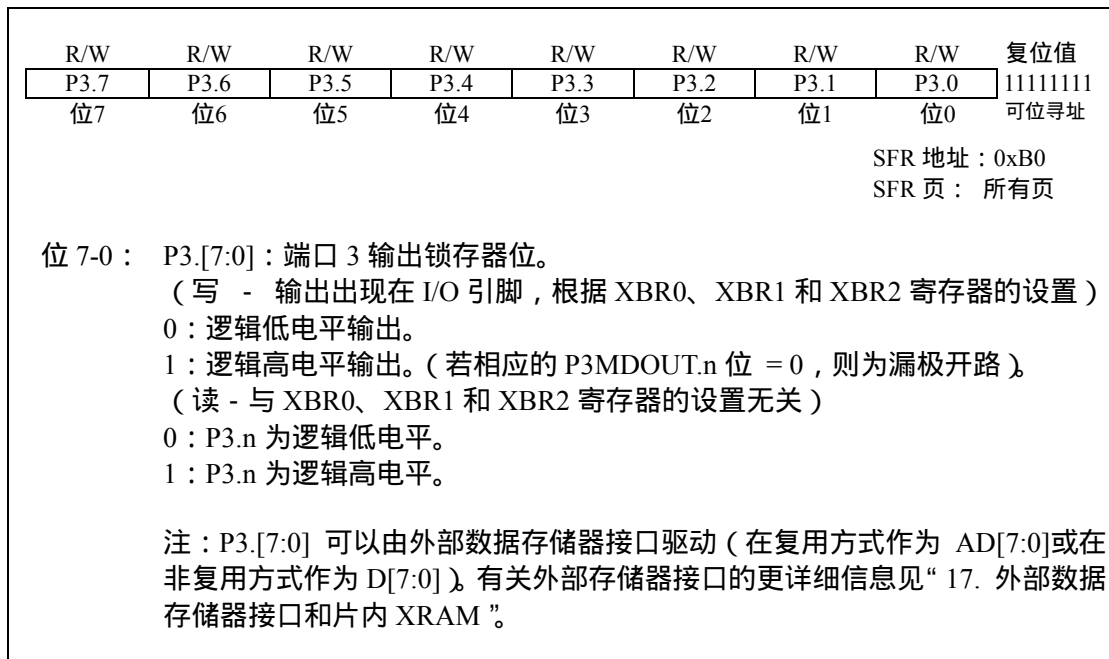 R/W R/W R/W R/W R/W R/W R/W R/W 复位值
P3.7 P3.6 P3.5 P3.4 P3.3 P3.2 P3.1 P3.0 11111111
位7 位6 位5 位4 位3 位2 位1 位0 可位寻址
SFR 地址：0xB0
SFR 页： 所有页
位 7-0： P3.[7:0]：端口 3 输出锁存器位。
（写 - 输出出现在 I/O 引脚，根据 XBR0、XBR1 和 XBR2 寄存器的设置）
0：逻辑低电平输出。
1：逻辑高电平输出。（若相应的 P3MDOUT.n 位 = 0，则为漏极开路）。
（读 - 与 XBR0、XBR1 和 XBR2 寄存器的设置无关）
0：P3.n 为逻辑低电平。
1：P3.n 为逻辑高电平。
注：P3.[7:0] 可以由外部数据存储器接口驱动（在复用方式作为 AD[7:0]或在
非复用方式作为 D[7:0]）。有关外部存储器接口的更详细信息见“17. 外部数据
存储器接口和片内 XRAM”。